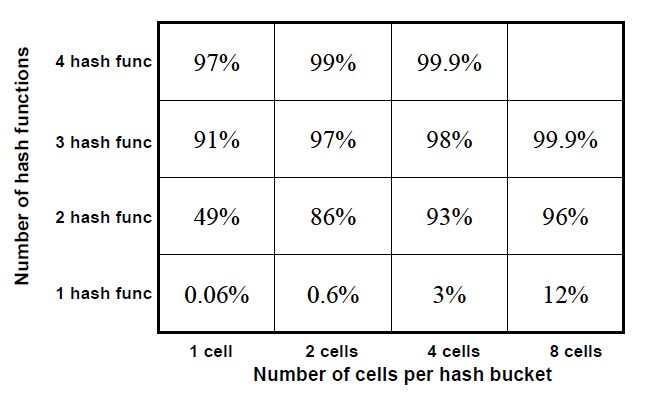 Number of hash functions
4 hash func 97% 99% 99.9%
3 hash func 91% 97% 98% 99.9%
2 hash func 49% 86% 93% 96%
1 hash func 0.06% 0.6% 3% 12%
1 cell 2 cells 4 cells 8 cells
Number of cells per hash bucket